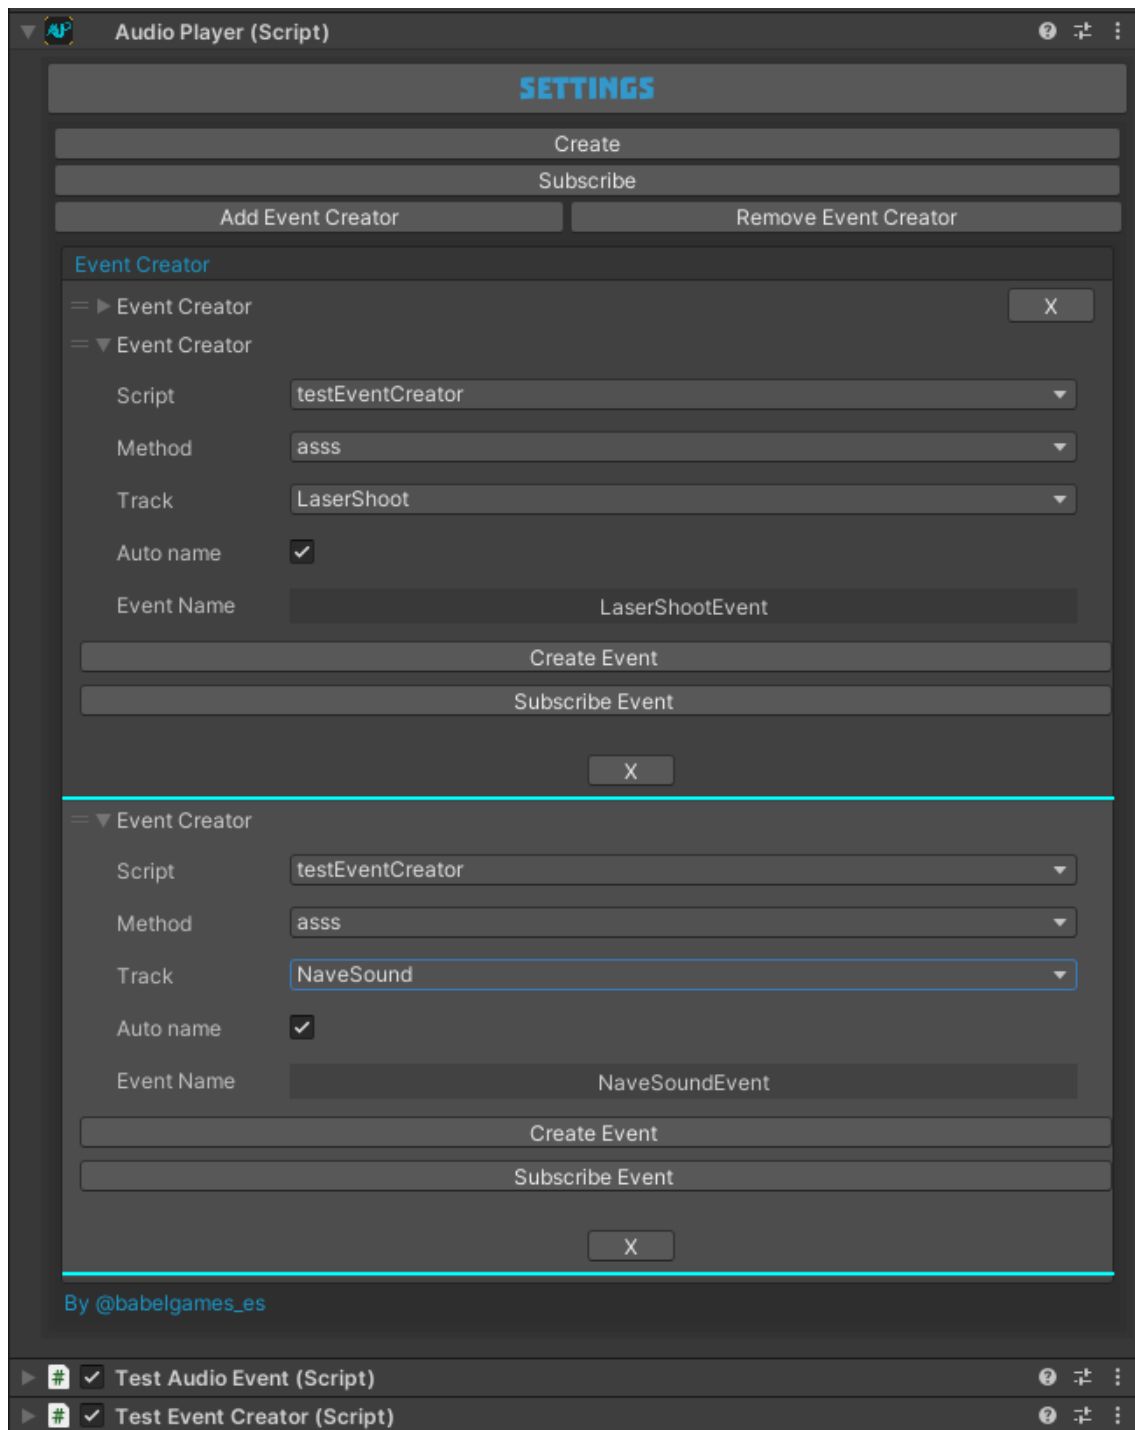 Audio Player (Script)
SETTINGS
Create
Subscribe
Add Event Creator Remove Event Creator
Event Creator
Event Creator X
Event Creator
Script testEventCreator
Method asss
Track LaserShoot
Auto name
Event Name LaserShootEvent
Create Event
Subscribe Event
X
Event Creator
Script testEventCreator
Method asss
Track NaveSound
Auto name
Event Name NaveSoundEvent
Create Event
Subscribe Event
X
By @babelgames_es
# Test Audio Event (Script)
# Test Event Creator (Script)